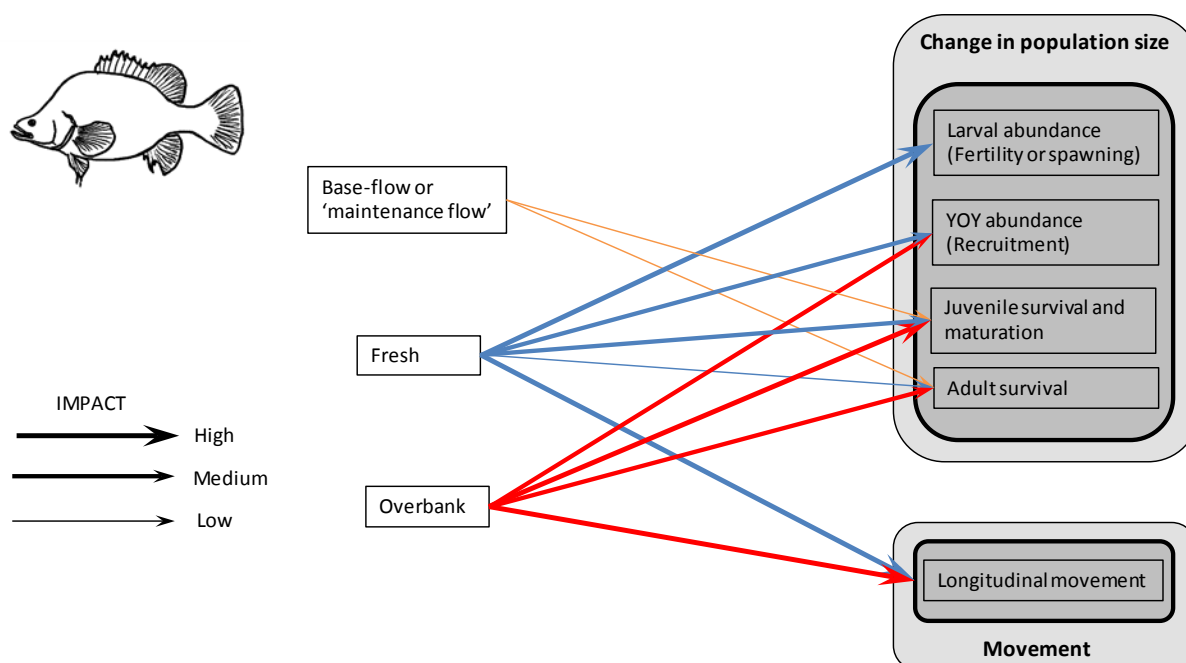 Change in population size
Larval abundance
(Fertility or spawning)
Base-flow or
‘maintenance flow’
YOY abundance
(Recruitment)
Juvenile survival and
maturation
Fresh
Adult survival
IMPACT
High
Medium
Low
Overbank
Longitudinal movement
Movement